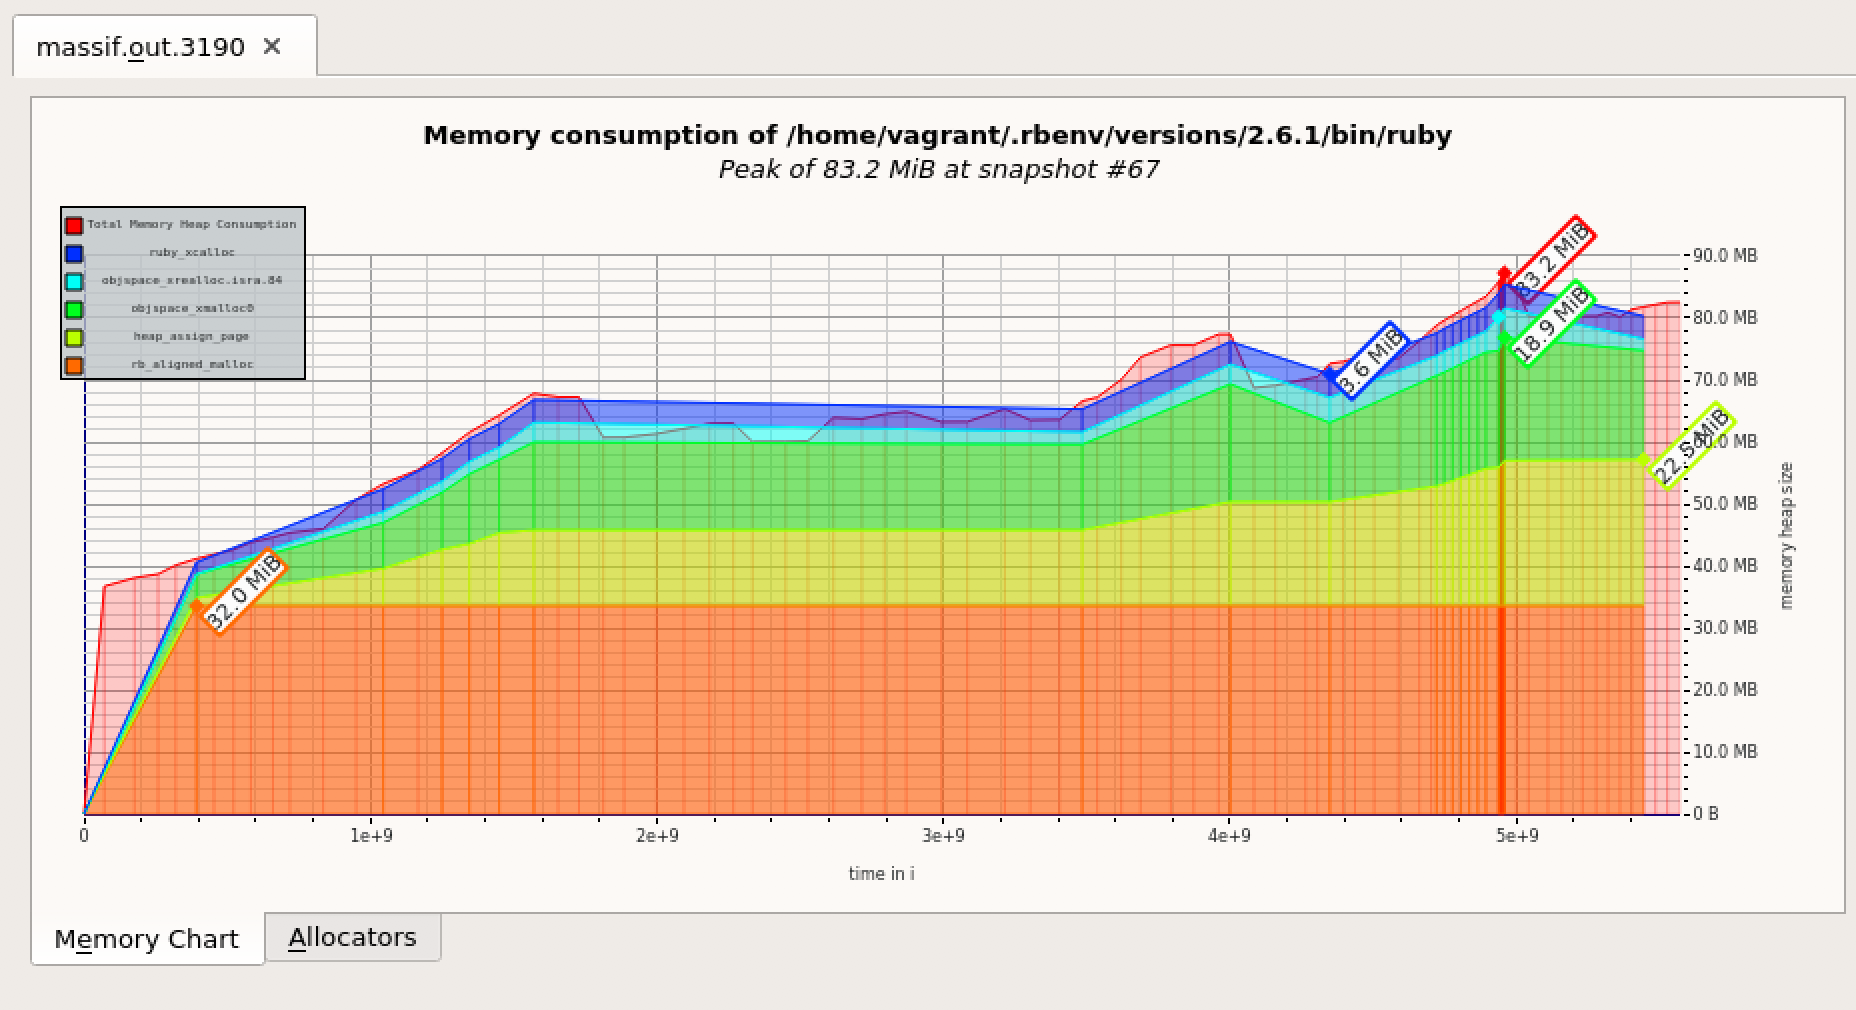 massif.out.3190 ✕
Memory consumption of /home/vagrant/.rbenv/versions/2.6.1/bin/ruby
Peak of 83.2 MiB at snapshot #67
Total Memory Heap Consumption
ruby_xcalloc
objspace_xrealloc.isra.84
objspace_xmalloc0
heap_assign_page
rb_aligned_malloc
83.2 MiB
18.9 MiB
3.6 MiB
22.5 MiB
32.0 MiB
90.0 MB
80.0 MB
70.0 MB
60.0 MB
50.0 MB
40.0 MB
30.0 MB
20.0 MB
10.0 MB
0 B
memory heap size
0 1e+9 2e+9 3e+9 4e+9 5e+9
time in i
Memory Chart
Allocators